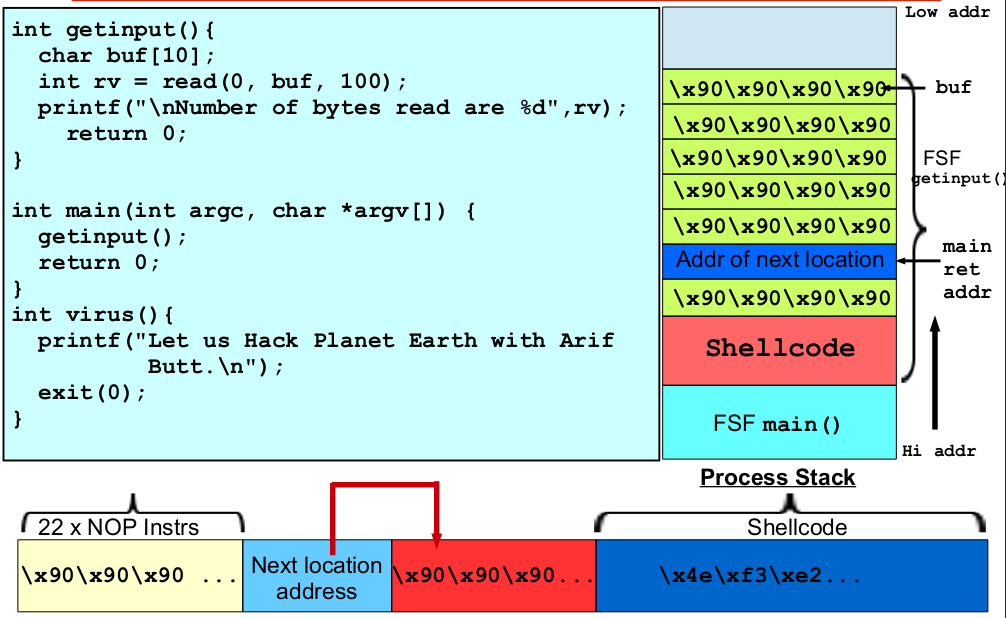 int getinput(){
char buf[10];
int rv = read(0, buf, 100);
printf("\nNumber of bytes read are %d",rv);
return 0;
}
int main(int argc, char *argv[]) {
getinput();
return 0;
}
int virus(){
printf("Let us Hack Planet Earth with Arif
Butt.\n");
exit(0);
}
Low addr
\x90\x90\x90\x90
buf
\x90\x90\x90\x90
\x90\x90\x90\x90
FSF
getinput()
\x90\x90\x90\x90
\x90\x90\x90\x90
Addr of next location
main
ret
addr
\x90\x90\x90\x90
Shellcode
FSF main()
Hi addr
Process Stack
22 x NOP Instrs
Shellcode
\x90\x90\x90 ...
Next location
address
\x90\x90\x90...
\x4e\xf3\xe2...